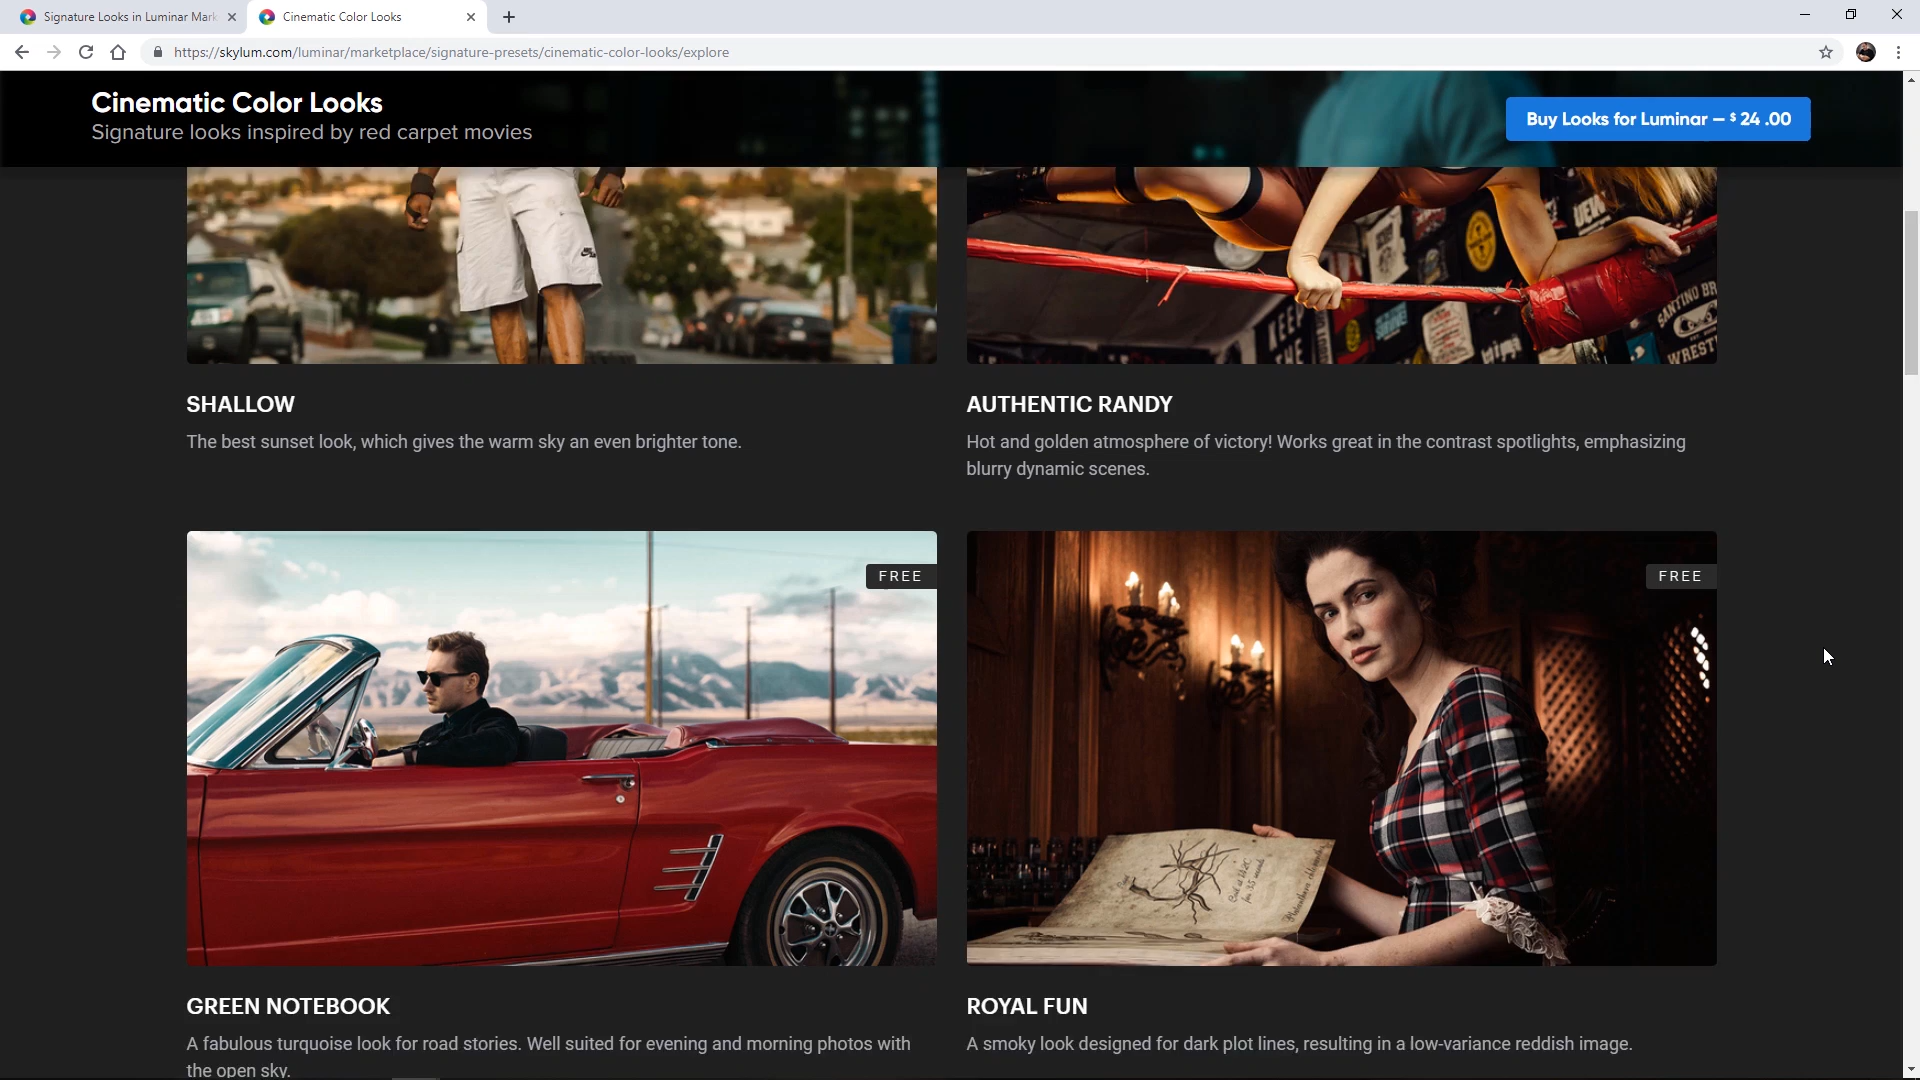 Signature Looks in Luminar Mark
Cinematic Color Looks
https://skylum.com/luminar/marketplace/signature-presets/cinematic-color-looks/explore
Cinematic Color Looks
Signature looks inspired by red carpet movies
Buy Looks for Luminar — $ 24 .00
KEEP
THE
SANTINO BR
WREST
SHALLOW
The best sunset look, which gives the warm sky an even brighter tone.
AUTHENTIC RANDY
Hot and golden atmosphere of victory! Works great in the contrast spotlights, emphasizing
blurry dynamic scenes.
FREE
FREE
GREEN NOTEBOOK
A fabulous turquoise look for road stories. Well suited for evening and morning photos with
the open sky.
ROYAL FUN
A smoky look designed for dark plot lines, resulting in a low-variance reddish image.